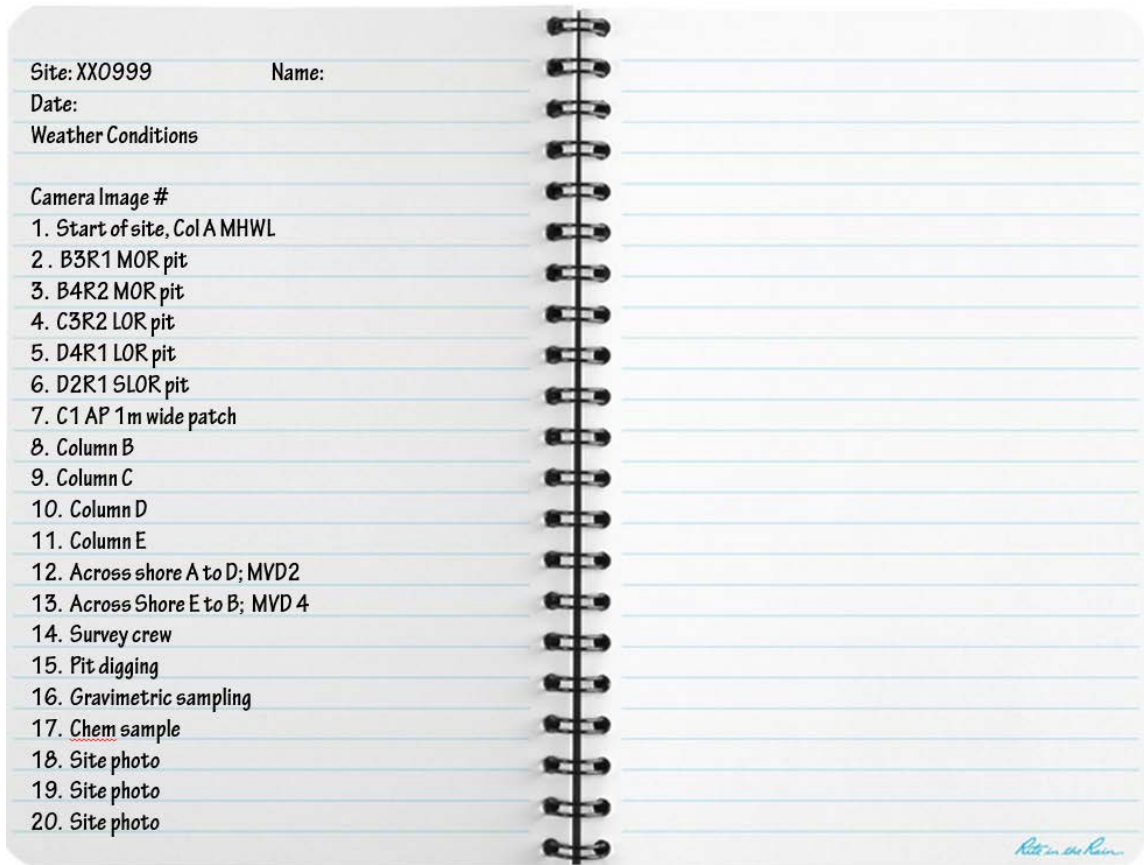 Site: XX0999 Name:
Date:
Weather Conditions
Camera Image #
1. Start of site, Col A MHWL
2 . B3R1 MOR pit
3. B4R2 MOR pit
4. C3R2 LOR pit
5. D4R1 LOR pit
6. D2R1 SLOR pit
7. C1 AP 1m wide patch
8. Column B
9. Column C
10. Column D
11. Column E
12. Across shore A to D; MVD2
13. Across Shore E to B; MVD 4
14. Survey crew
15. Pit digging
16. Gravimetric sampling
17. Chem sample
18. Site photo
19. Site photo
20. Site photo
Rite in the Rain